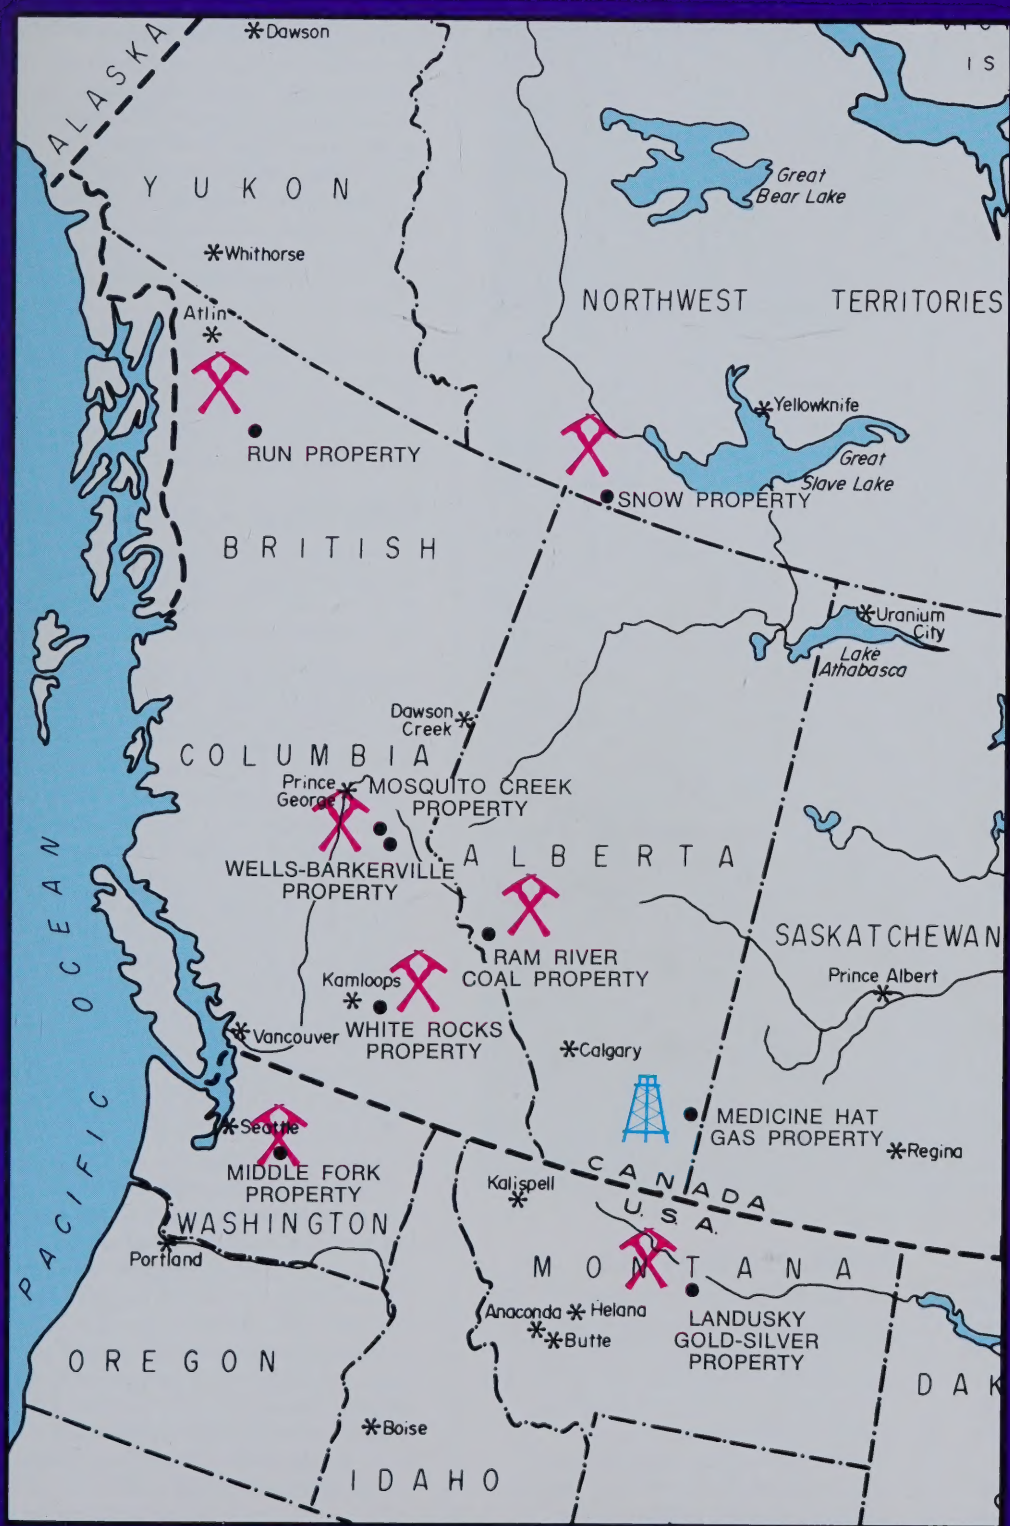 Dawson
ALASKA
I S
YUKON
Great
Bear Lake
Whithorse
NORTHWEST TERRITORIES
Atlin
Yellowknife
RUN PROPERTY
Great
Slave Lake
SNOW PROPERTY
BRITISH
Uranium
City
Lake
Athabasca
Dawson
Creek
COLUMBIA
Prince
George
MOSQUITO CREEK
PROPERTY
PACIFIC OCEAN
ALBERTA
WELLS-BARKERVILLE
PROPERTY
SASKATCHEWAN
RAM RIVER
COAL PROPERTY
Prince Albert
Kamloops
WHITE ROCKS
PROPERTY
Vancouver
Calgary
MEDICINE HAT
GAS PROPERTY
Seattle
Regina
MIDDLE FORK
PROPERTY
CANADA
U.S.A.
Kalispell
WASHINGTON
Portland
MONTANA
Anaconda
Helana
Butte
LANDUSKY
GOLD-SILVER
PROPERTY
OREGON
DAK
Boise
IDAHO